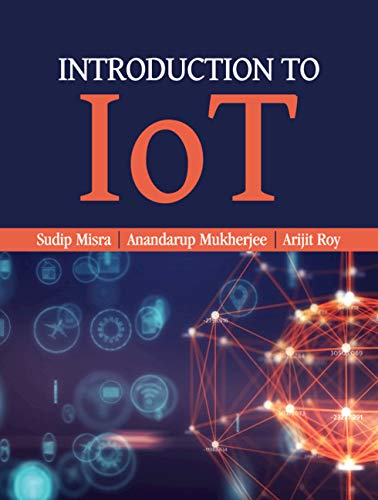 INTRODUCTION TO
IoT
Sudip Misra | Anandarup Mukherjee | Arijit Roy